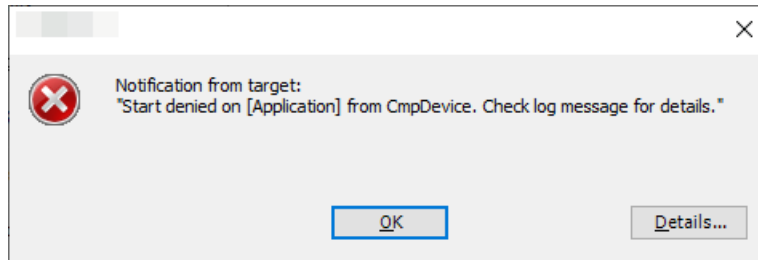 Notification from target:
"Start denied on [Application] from CmpDevice. Check log message for details."
OK
Details...